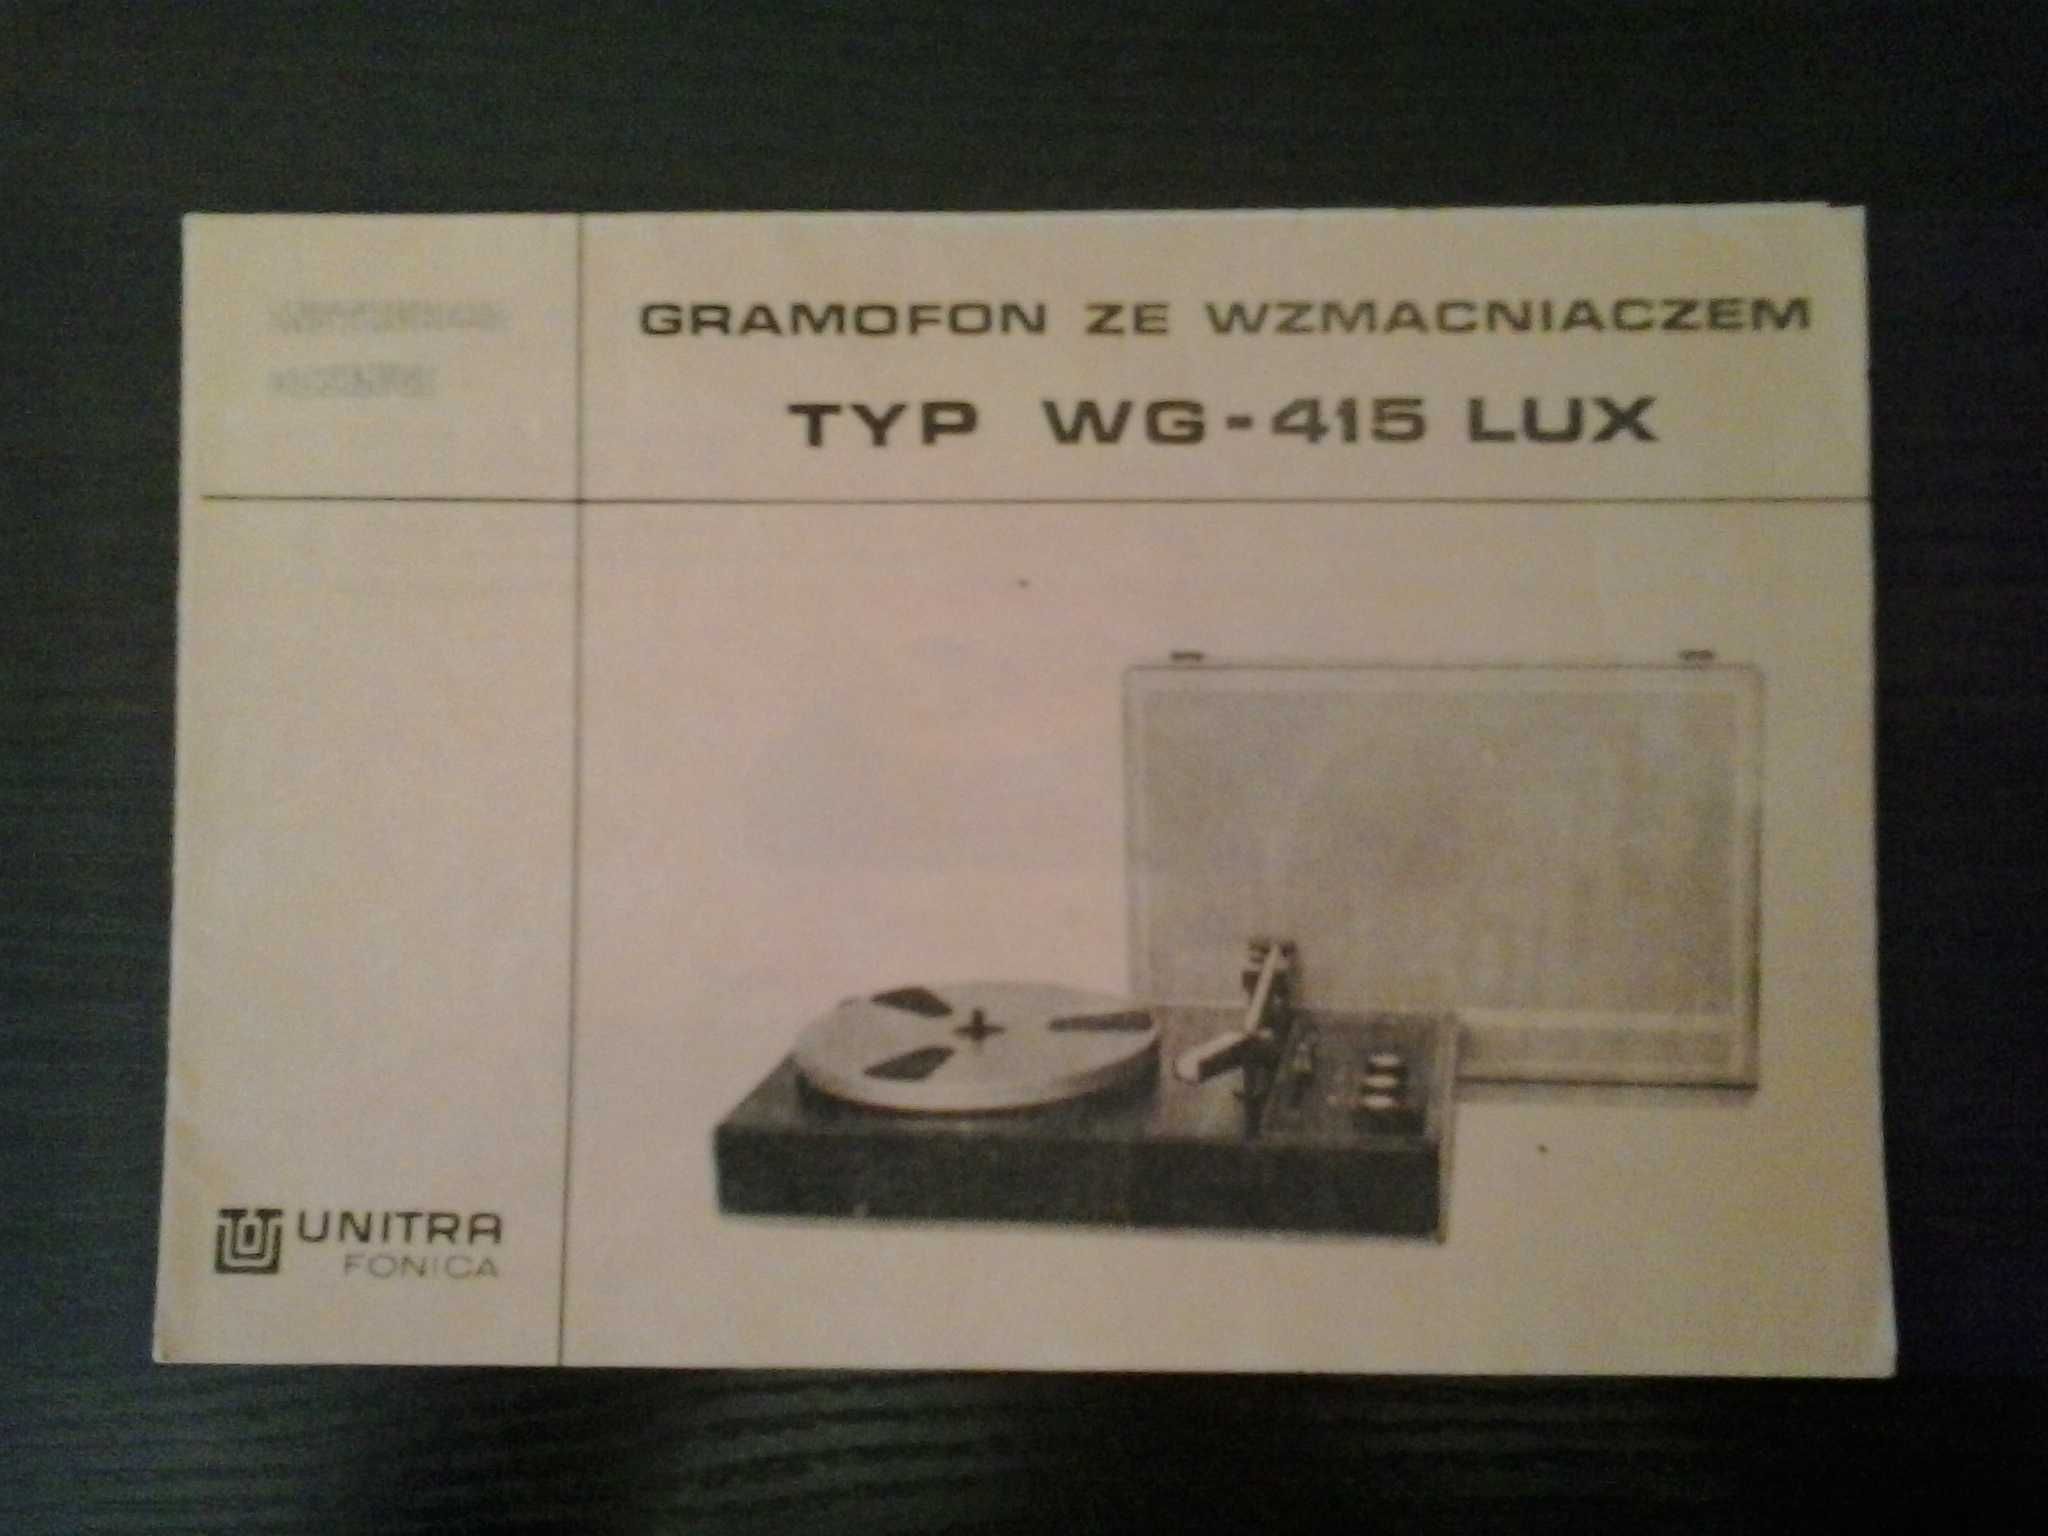 GRAMOFON ZE WZMACNIACZEM
TYP WG-415 LUX
UNITRA
FONICA